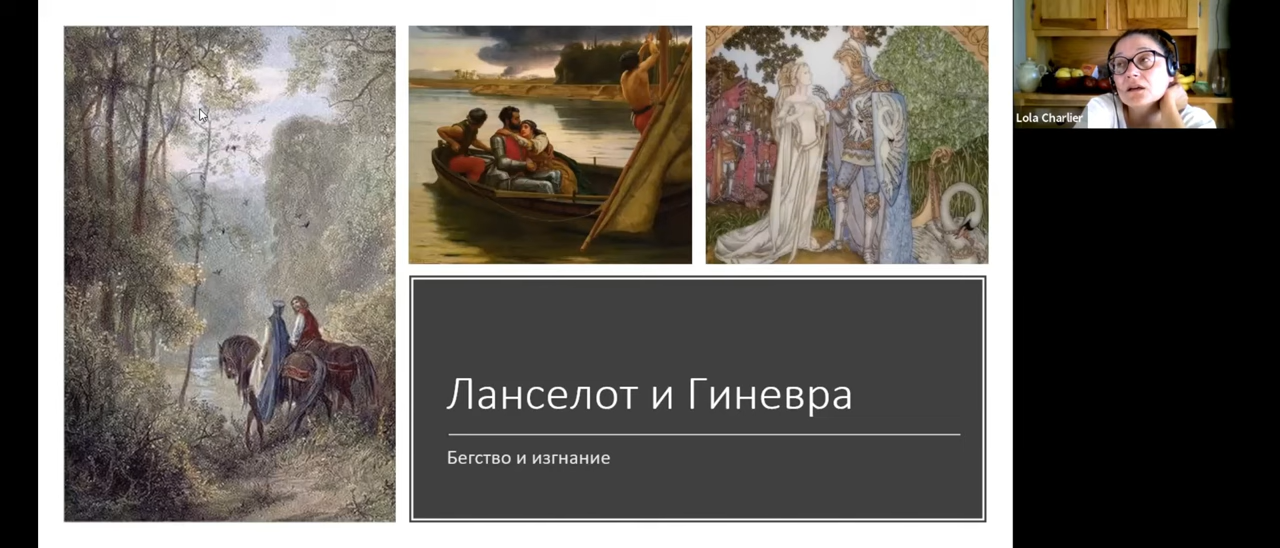 Lola Charlier
Ланселот и Гиневра
Бегство и изгнание